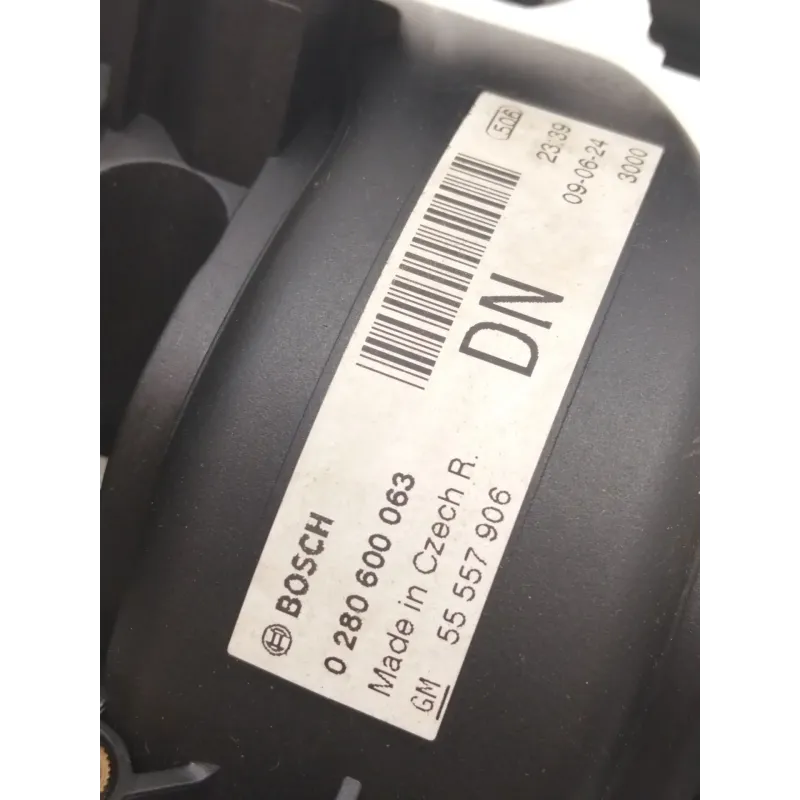 506
23:39
09-06-24
3000
DN
BOSCH
0 280 600 063
Made in Czech R.
GM 55 557 906